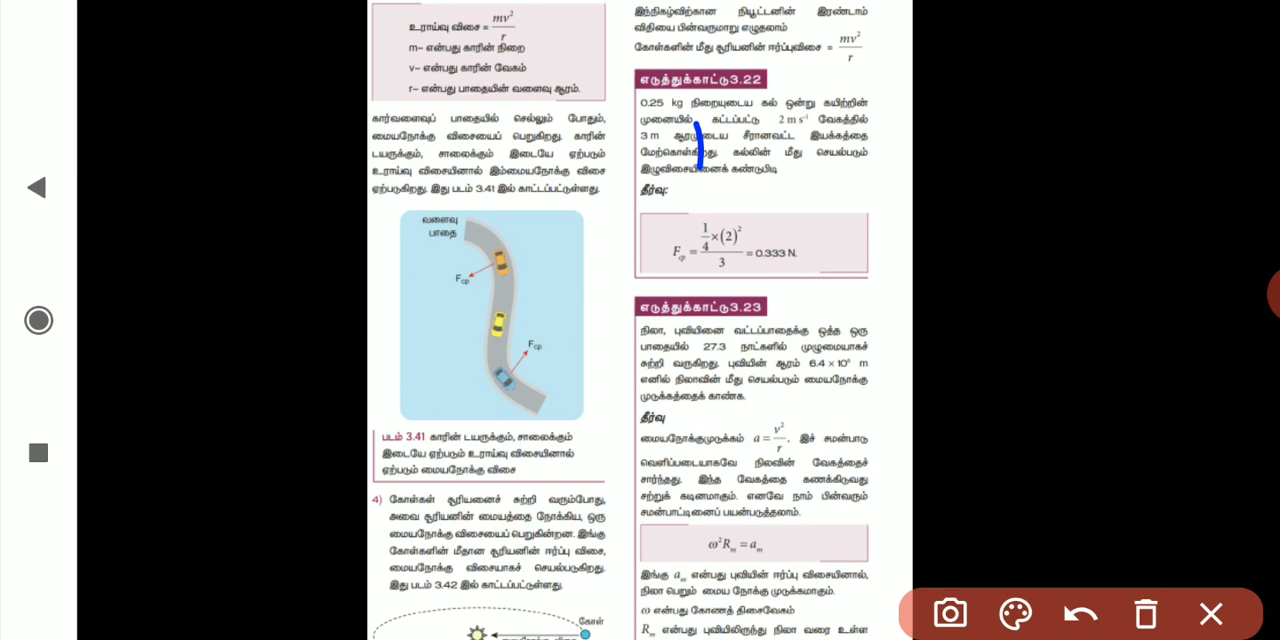 உராய்வு விசை = mv²/r
m– என்பது காரின் நிறை
v– என்பது காரின் வேகம்
r– என்பது பாதையின் வளைவு ஆரம்.
கார்வளைவுப் பாதையில் செல்லும் போதும்,
மையநோக்கு விசையைப் பெறுகிறது. காரின்
டயருக்கும், சாலைக்கும் இடையே ஏற்படும்
உராய்வு விசையினால் இம்மையநோக்கு விசை
ஏற்படுகிறது. இது படம் 3.41 இல் காட்டப்பட்டுள்ளது.
வளைவு
பாதை
Fcp
Fcp
படம் 3.41 காரின் டயருக்கும், சாலைக்கும்
இடையே ஏற்படும் உராய்வு விசையினால்
ஏற்படும் மையநோக்கு விசை
4) கோள்கள் சூரியனைச் சுற்றி வரும்போது,
அவை சூரியனின் மையத்தை நோக்கிய, ஒரு
மையநோக்கு விசையைப் பெறுகின்றன. இங்கு
கோள்களின் மீதான சூரியனின் ஈர்ப்பு விசை,
மையநோக்கு விசையாகச் செயல்படுகிறது.
இது படம் 3.42 இல் காட்டப்பட்டுள்ளது.
கோள்
இந்நிகழ்விற்கான நியூட்டனின் இரண்டாம்
விதியை பின்வருமாறு எழுதலாம்
கோள்களின் மீது சூரியனின் ஈர்ப்புவிசை = mv²/r
எடுத்துக்காட்டு3.22
0.25 kg நிறையுடைய கல் ஒன்று கயிற்றின்
முனையில் கட்டப்பட்டு 2 m s⁻¹ வேகத்தில்
3 m ஆரமுடைய சீரானவட்ட இயக்கத்தை
மேற்கொள்கிறது. கல்லின் மீது செயல்படும்
இழுவிசையினைக் கண்டுபிடி
தீர்வு:
Fcp = (1/4 × (2)²)/3 = 0.333 N.
எடுத்துக்காட்டு3.23
நிலா, புவியினை வட்டப்பாதைக்கு ஒத்த ஒரு
பாதையில் 27.3 நாட்களில் முழுமையாகச்
சுற்றி வருகிறது. புவியின் ஆரம் 6.4 × 10⁶ m
எனில் நிலாவின் மீது செயல்படும் மையநோக்கு
முடுக்கத்தைக் காண்க.
தீர்வு
மையநோக்குமுடுக்கம் a = v²/r. இச் சமன்பாடு
வெளிப்படையாகவே நிலவின் வேகத்தைச்
சார்ந்தது. இந்த வேகத்தை கணக்கிடுவது
சற்றுக் கடினமாகும். எனவே நாம் பின்வரும்
சமன்பாட்டினைப் பயன்படுத்தலாம்.
ω²Rm = am
இங்கு am என்பது புவியின் ஈர்ப்பு விசையினால்,
நிலா பெறும் மைய நோக்கு முடுக்கமாகும்.
ω என்பது கோணத் திசைவேகம்
Rm என்பது புவியிலிருந்து நிலா வரை உள்ள